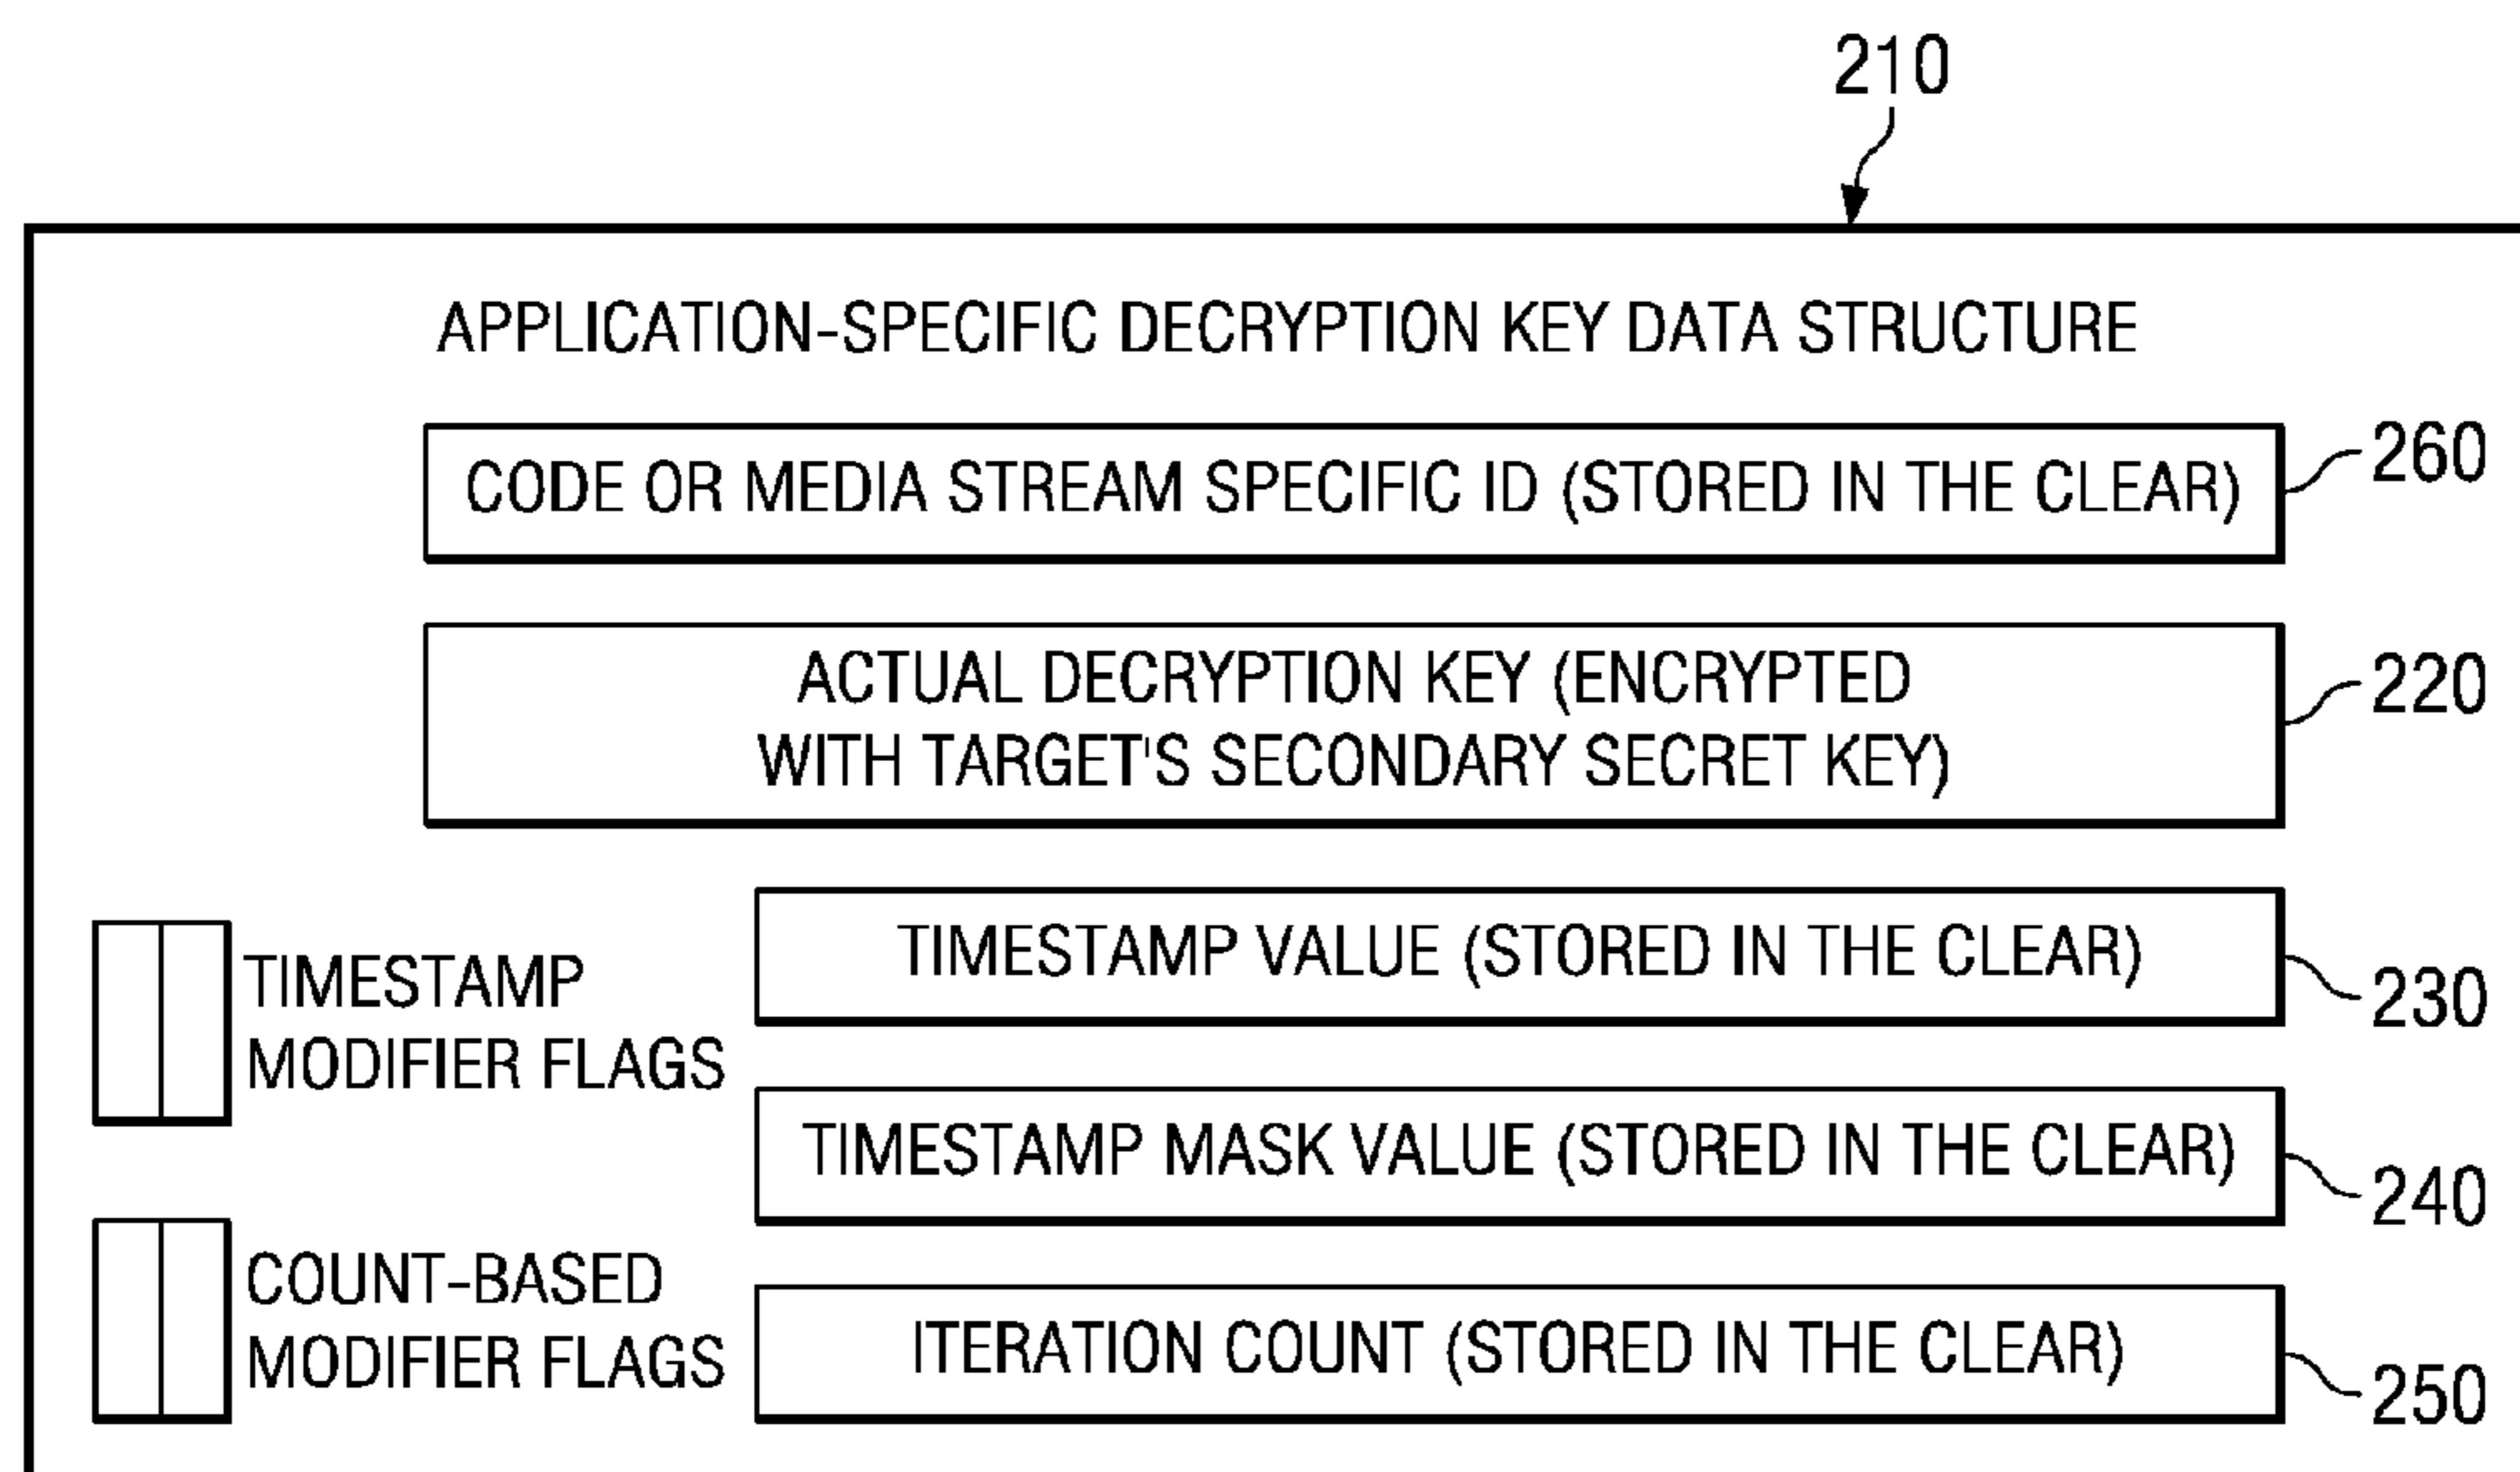 210
APPLICATION-SPECIFIC DECRYPTION KEY DATA STRUCTURE
CODE OR MEDIA STREAM SPECIFIC ID (STORED IN THE CLEAR)
260
ACTUAL DECRYPTION KEY (ENCRYPTED
WITH TARGET'S SECONDARY SECRET KEY)
220
TIMESTAMP
MODIFIER FLAGS
TIMESTAMP VALUE (STORED IN THE CLEAR)
230
TIMESTAMP MASK VALUE (STORED IN THE CLEAR)
240
COUNT-BASED
MODIFIER FLAGS
ITERATION COUNT (STORED IN THE CLEAR)
250